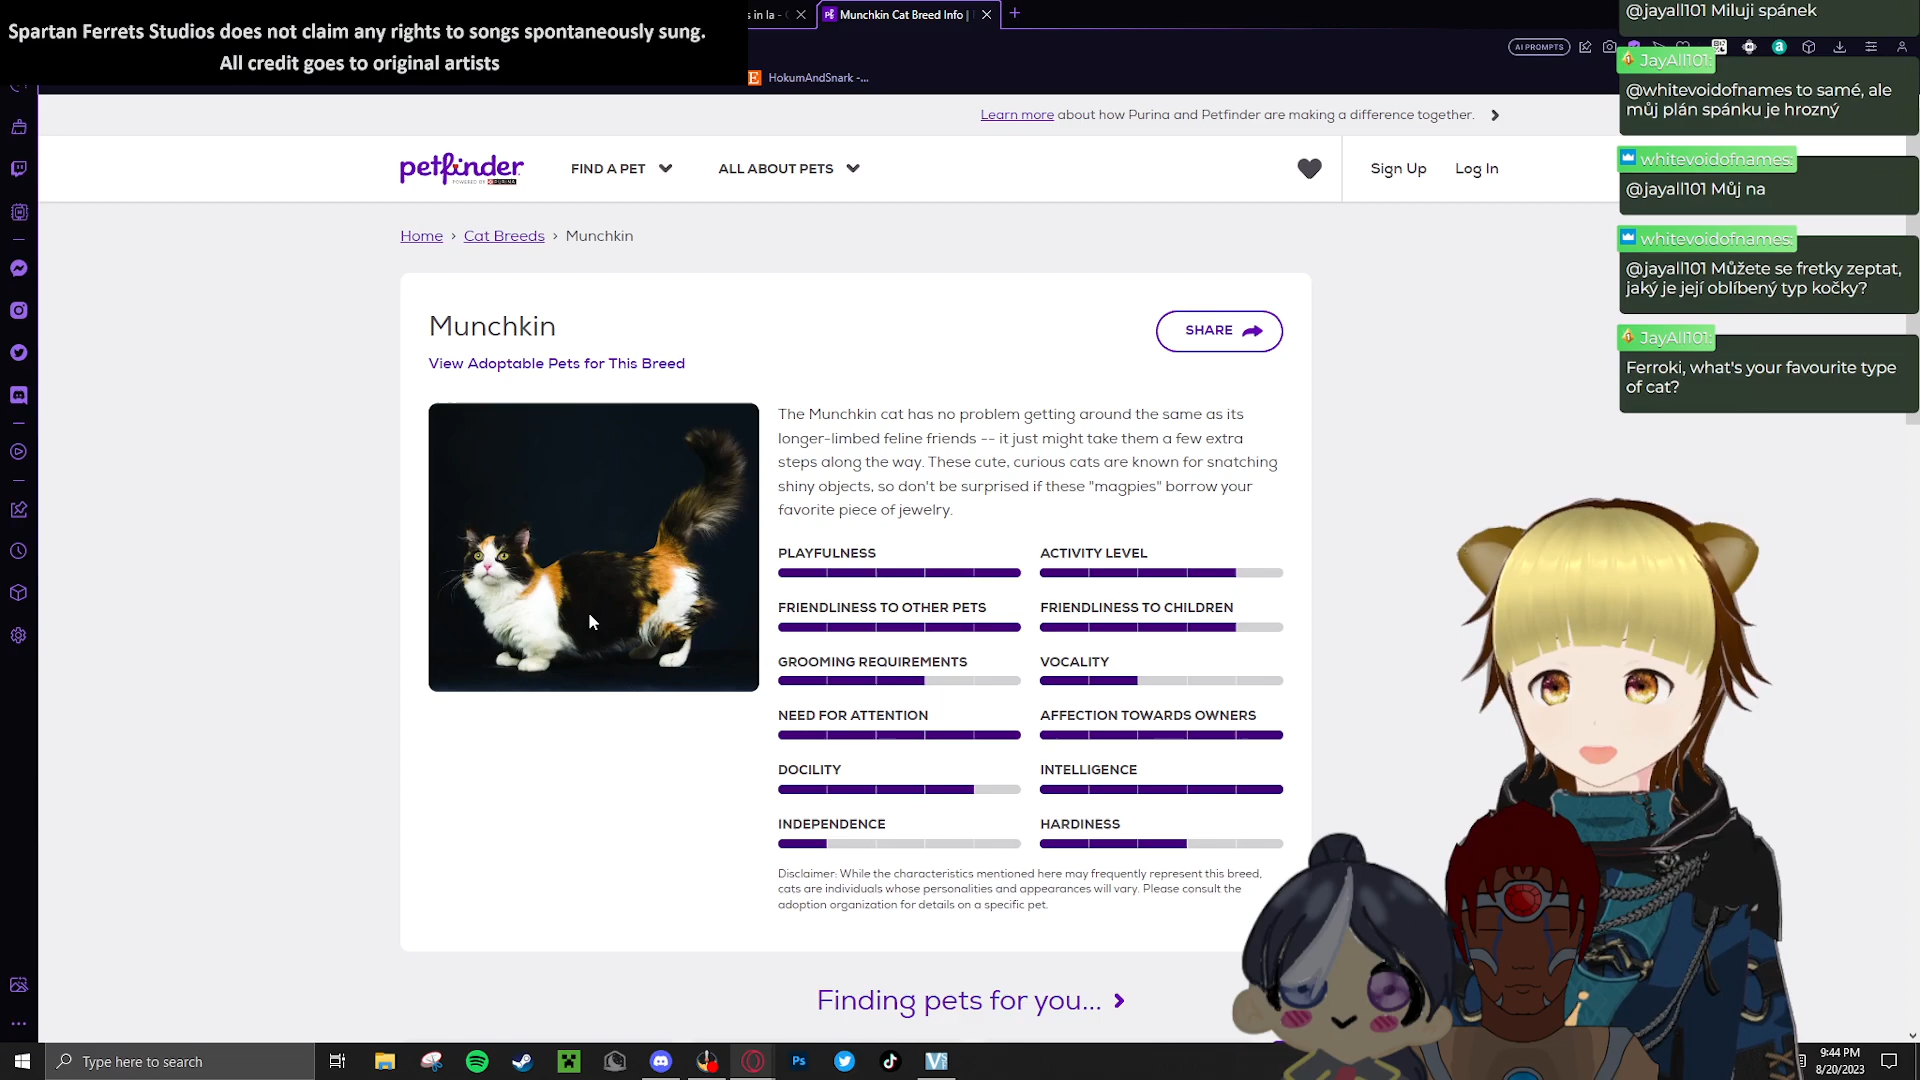 Spartan Ferrets Studios does not claim any rights to songs spontaneously sung.
All credit goes to original artists
s in la -
Munchkin Cat Breed Info |
AI PROMPTS
HokumAndSnark -...
Learn more about how Purina and Petfinder are making a difference together.
petfinder
POWERED BY PURINA
FIND A PET
ALL ABOUT PETS
Sign Up
Log In
Home > Cat Breeds > Munchkin
Munchkin
View Adoptable Pets for This Breed
SHARE
The Munchkin cat has no problem getting around the same as its
longer-limbed feline friends -- it just might take them a few extra
steps along the way. These cute, curious cats are known for snatching
shiny objects, so don't be surprised if these "magpies" borrow your
favorite piece of jewelry.
PLAYFULNESS
ACTIVITY LEVEL
FRIENDLINESS TO OTHER PETS
FRIENDLINESS TO CHILDREN
GROOMING REQUIREMENTS
VOCALITY
NEED FOR ATTENTION
AFFECTION TOWARDS OWNERS
DOCILITY
INTELLIGENCE
INDEPENDENCE
HARDINESS
Disclaimer: While the characteristics mentioned here may frequently represent this breed,
cats are individuals whose personalities and appearances will vary. Please consult the
adoption organization for details on a specific pet.
Finding pets for you... >
@jayall101 Miluji spánek
JayAll101:
@whitevoidofnames to samé, ale
můj plán spánku je hrozný
whitevoidofnames:
@jayall101 Můj na
whitevoidofnames:
@jayall101 Můžete se fretky zeptat,
jaký je její oblíbený typ kočky?
JayAll101:
Ferroki, what's your favourite type
of cat?
Type here to search
Ps
9:44 PM
8/20/2023